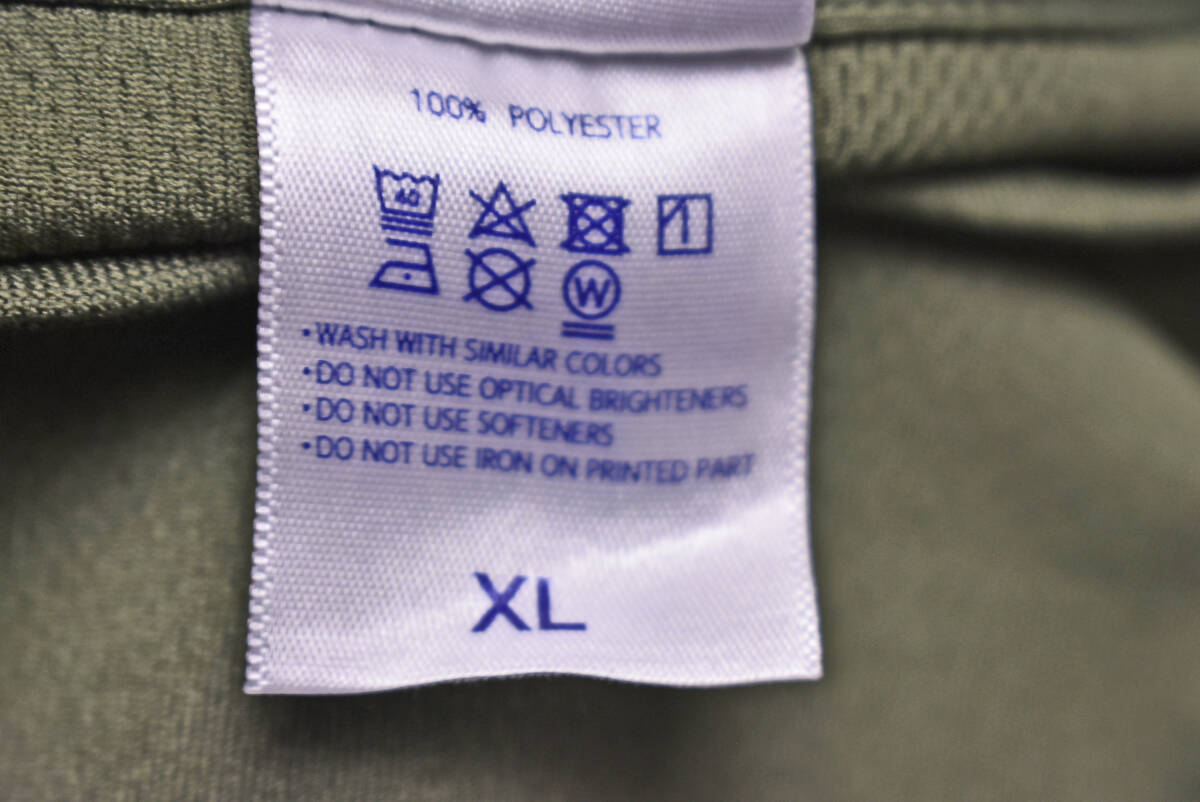 100% POLYESTER
40
W
• WASH WITH SIMILAR COLORS
• DO NOT USE OPTICAL BRIGHTENERS
• DO NOT USE SOFTENERS
• DO NOT USE IRON ON PRINTED PART
XL